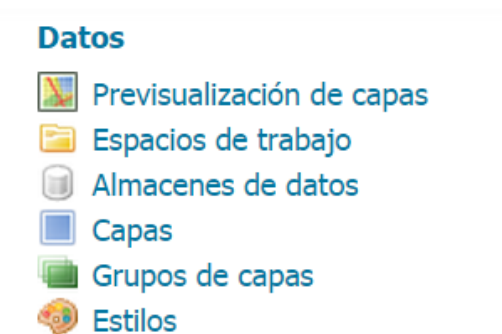 Datos
Previsualización de capas
Espacios de trabajo
Almacenes de datos
Capas
Grupos de capas
Estilos